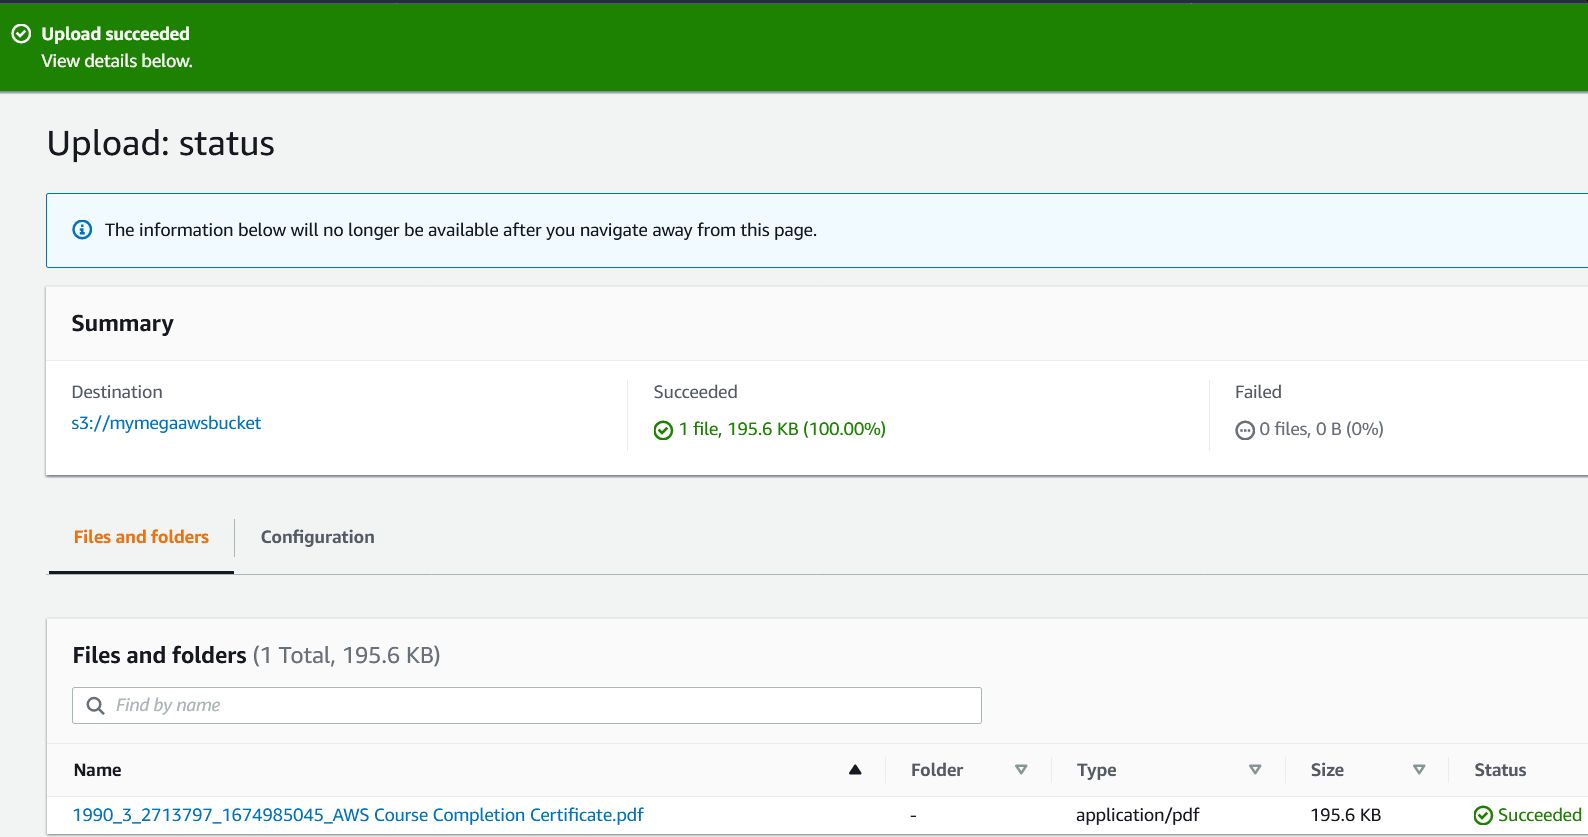 Upload succeeded
View details below.
Upload: status
The information below will no longer be available after you navigate away from this page.
Summary
Destination
s3://mymegaawsbucket
Succeeded
1 file, 195.6 KB (100.00%)
Failed
0 files, 0 B (0%)
Files and folders
Configuration
Files and folders (1 Total, 195.6 KB)
Find by name
Name Folder Type Size Status
1990_3_2713797_1674985045_AWS Course Completion Certificate.pdf - application/pdf 195.6 KB Succeeded